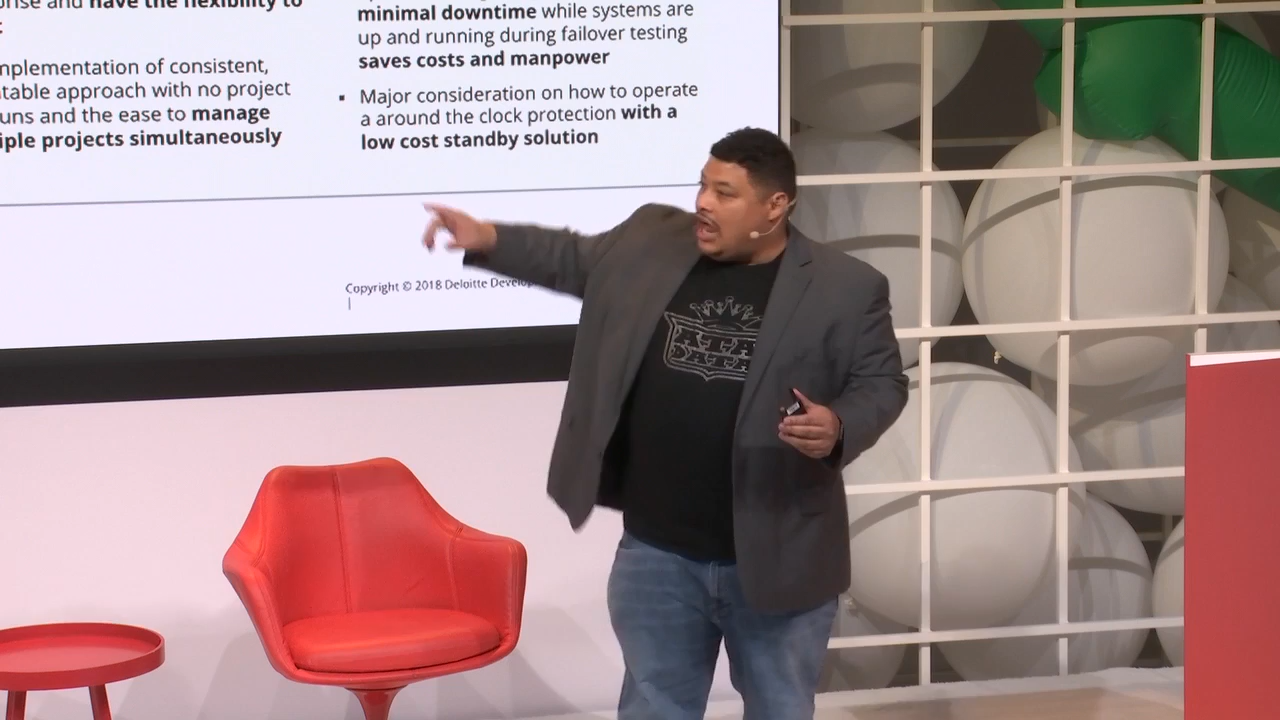 have the flexibility to
:
mplementation of consistent,
table approach with no project
uns and the ease to manage
iple projects simultaneously
minimal downtime while systems are
up and running during failover testing
saves costs and manpower
▪ Major consideration on how to operate
a around the clock protection with a
low cost standby solution
Copyright © 2018 Deloitte Develop
|